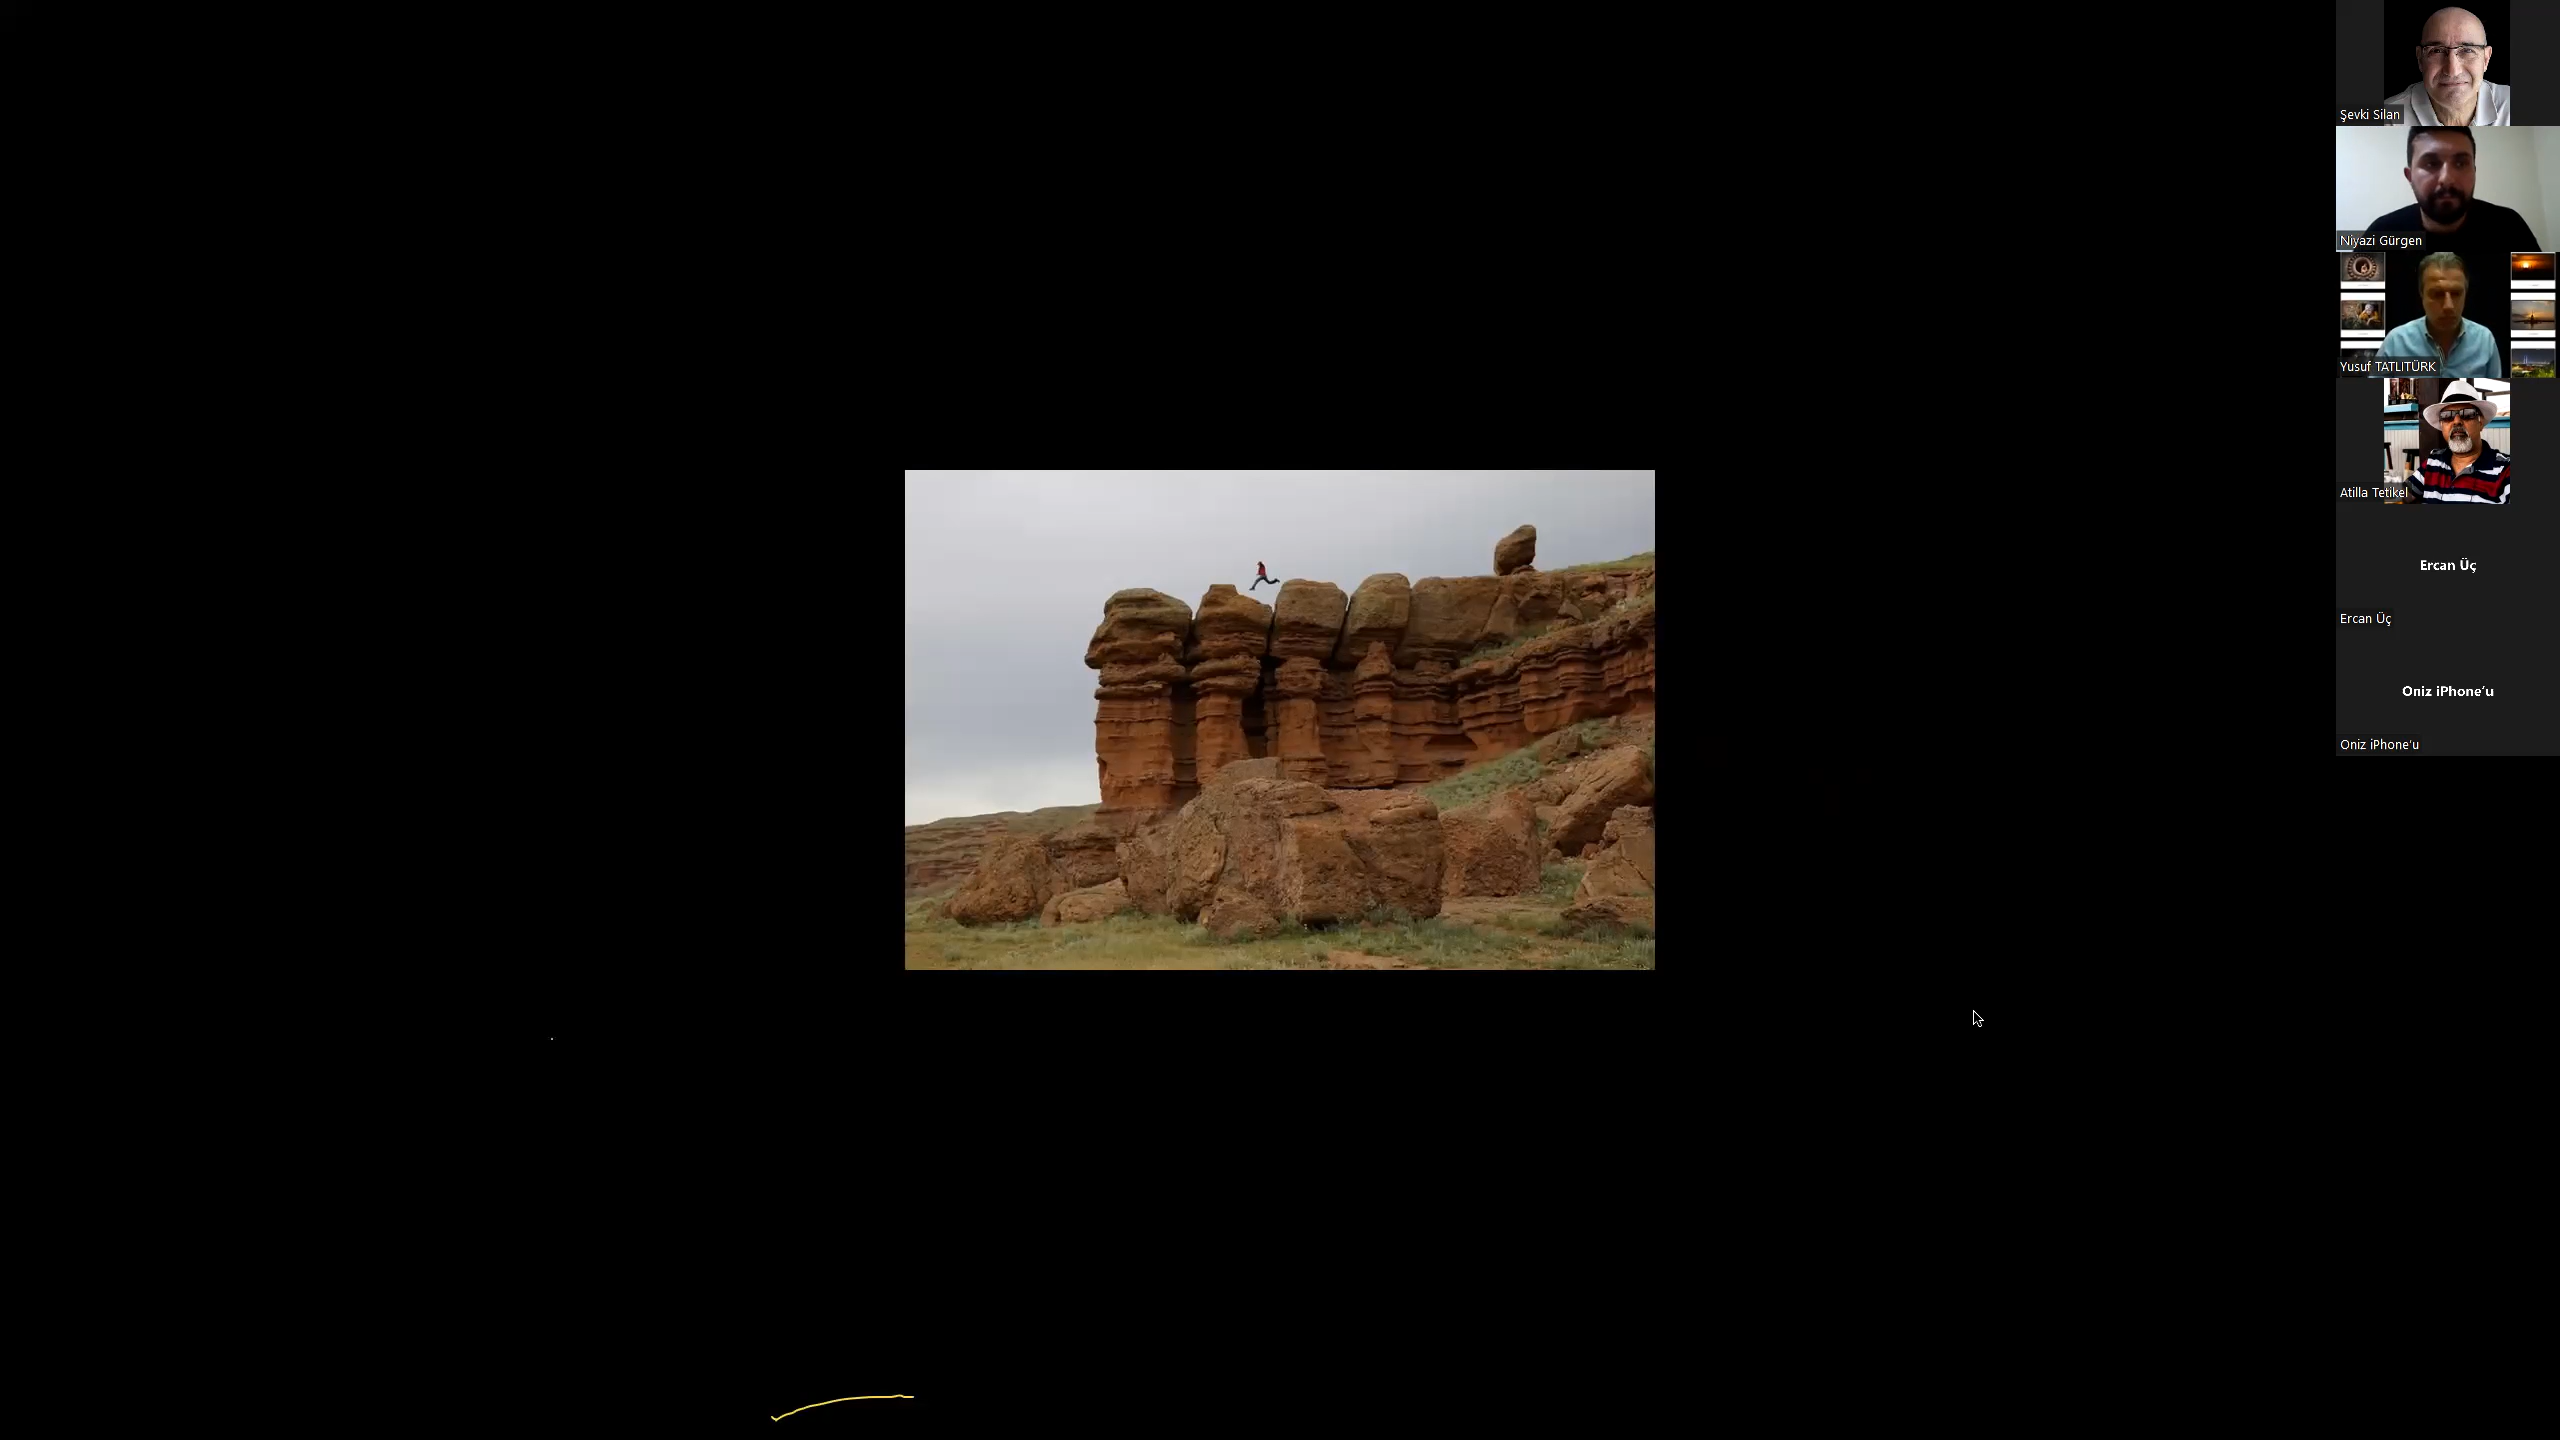 Şevki Silan
Niyazi Gürgen
Yusuf TATLITÜRK
Atilla Tetikel
Ercan Üç
Ercan Üç
Oniz iPhone'u
Oniz iPhone'u